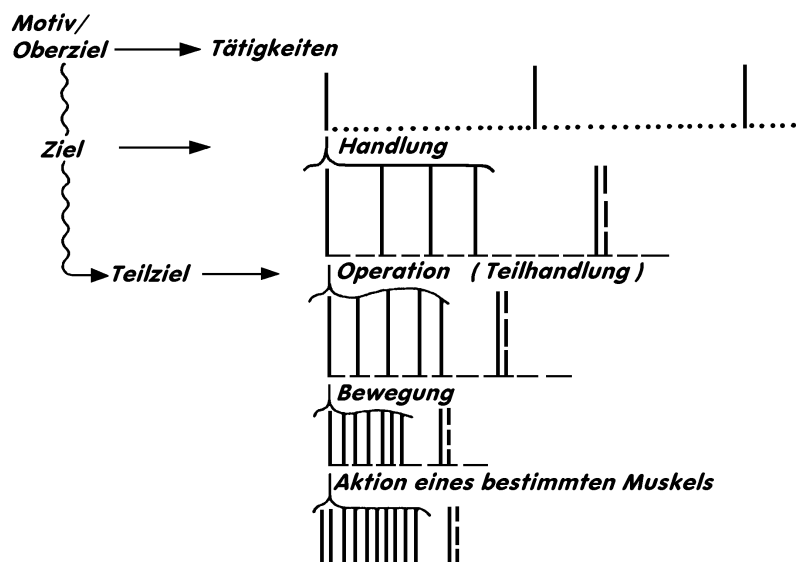 Motiv/
Oberziel Tätigkeiten
Ziel Handlung
Teilziel Operation (Teilhandlung)
Bewegung
Aktion eines bestimmten Muskels